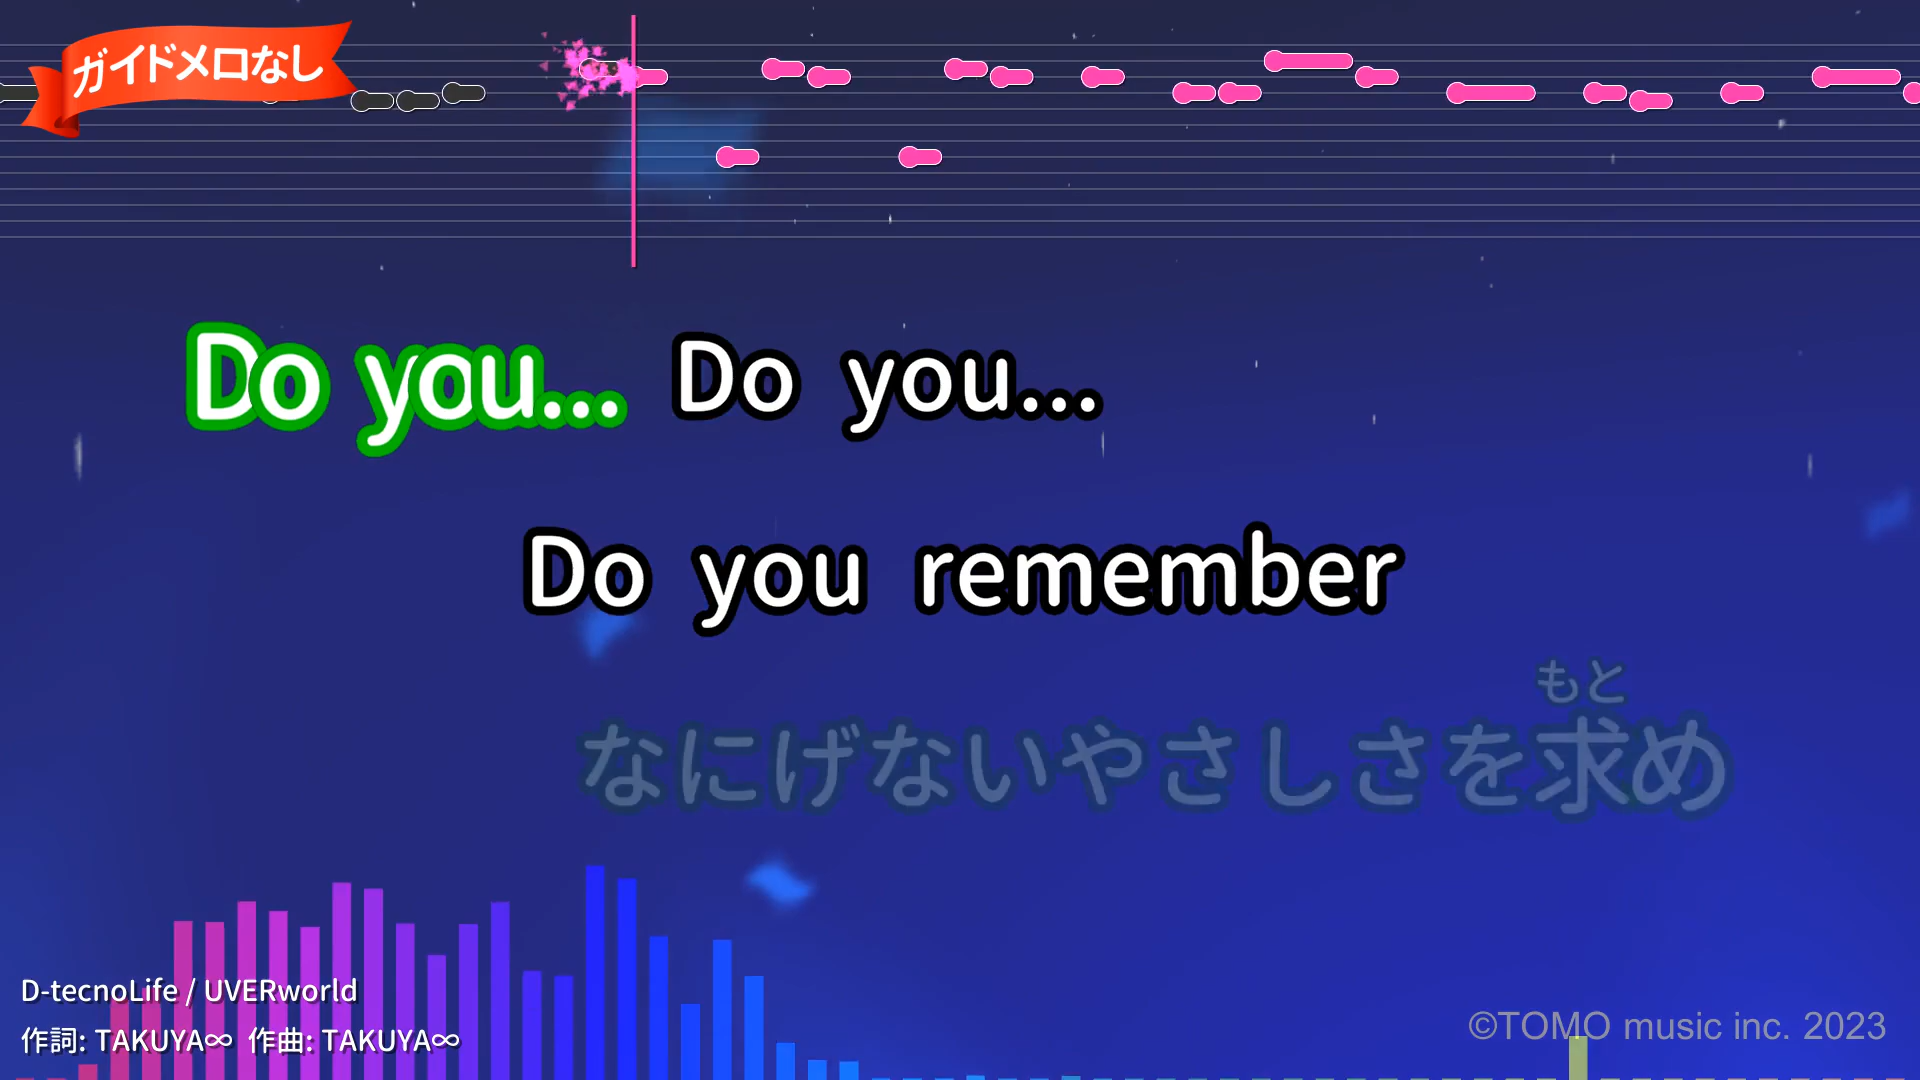 ガイドメロなし
Do you... Do you...
Do you remember
もと
なにげないやさしさを求め
D-tecnoLife / UVERworld
作詞: TAKUYA∞ 作曲: TAKUYA∞
©TOMO music inc. 2023